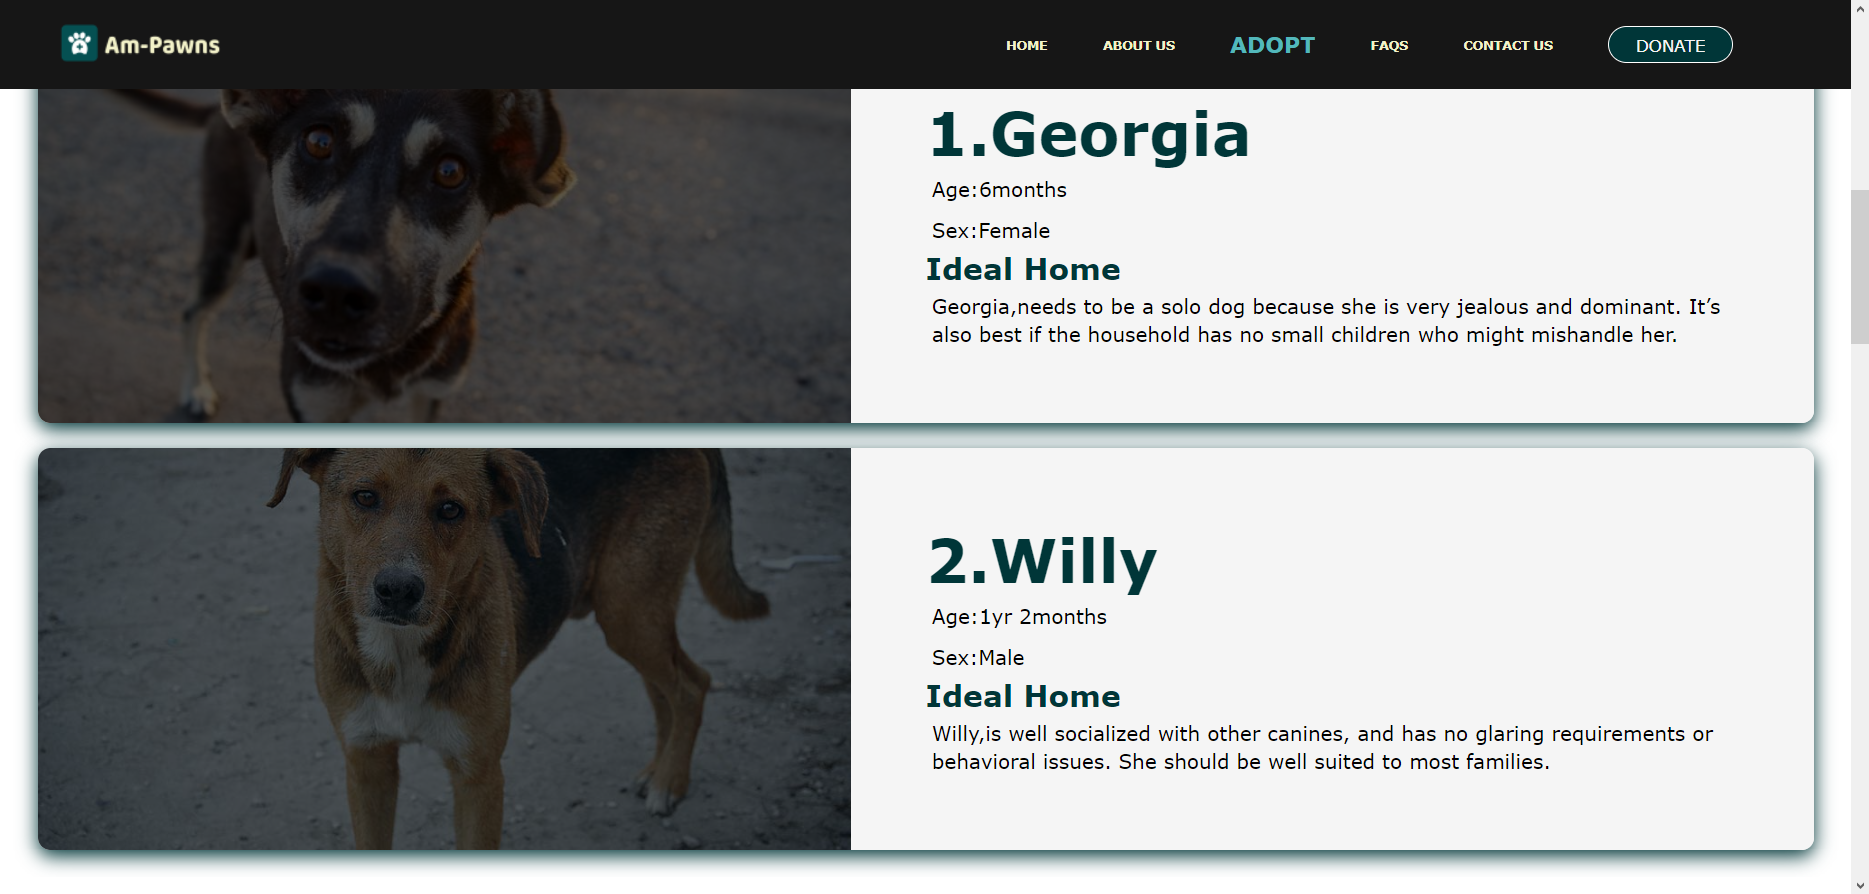 Am-Pawns
HOME ABOUT US ADOPT FAQS CONTACT US DONATE
1.Georgia
Age:6months
Sex:Female
Ideal Home
Georgia,needs to be a solo dog because she is very jealous and dominant. It’s
also best if the household has no small children who might mishandle her.
2.Willy
Age:1yr 2months
Sex:Male
Ideal Home
Willy,is well socialized with other canines, and has no glaring requirements or
behavioral issues. She should be well suited to most families.